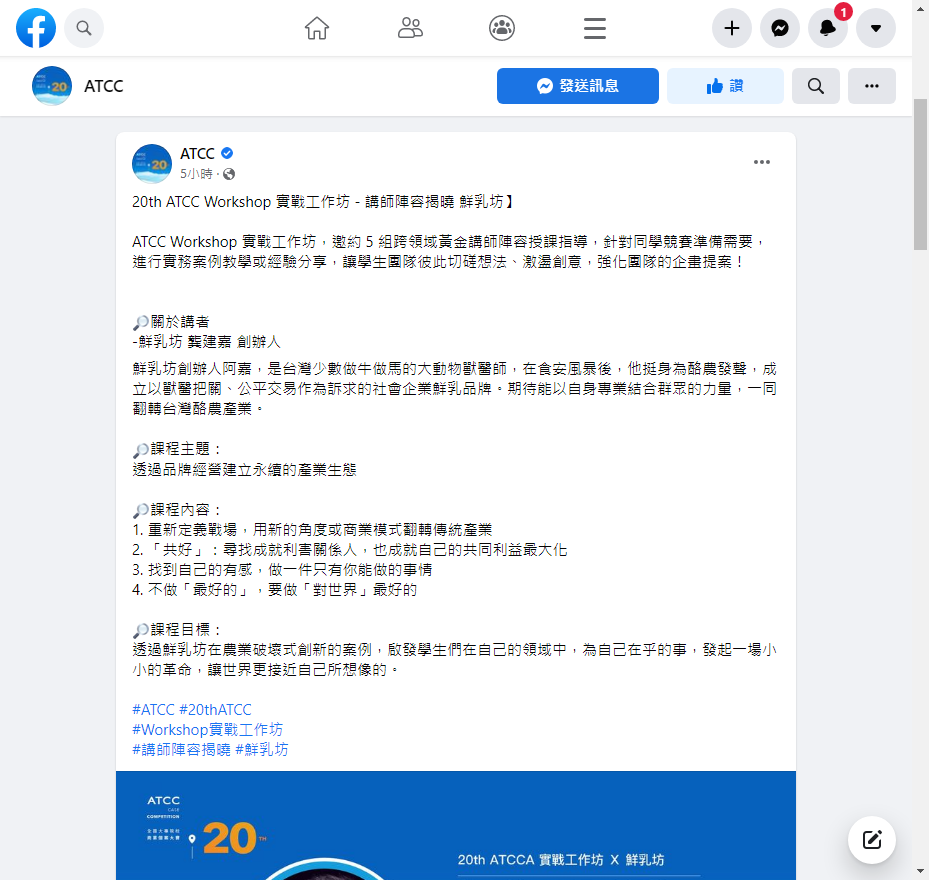 1
ATCC
發送訊息
讚
ATCC
5小時
20th ATCC Workshop 實戰工作坊 - 講師陣容揭曉 鮮乳坊】
ATCC Workshop 實戰工作坊，邀約 5 組跨領域黃金講師陣容授課指導，針對同學競賽準備需要，
進行實務案例教學或經驗分享，讓學生團隊彼此切磋想法、激盪創意，強化團隊的企畫提案！
🔎關於講者
-鮮乳坊 龔建嘉 創辦人
鮮乳坊創辦人阿嘉，是台灣少數做牛做馬的大動物獸醫師，在食安風暴後，他挺身為酪農發聲，成
立以獸醫把關、公平交易作為訴求的社會企業鮮乳品牌。期待能以自身專業結合群眾的力量，一同
翻轉台灣酪農產業。
🔎課程主題：
透過品牌經營建立永續的產業生態
🔎課程內容：
1. 重新定義戰場，用新的角度或商業模式翻轉傳統產業
2. 「共好」：尋找成就利害關係人，也成就自己的共同利益最大化
3. 找到自己的有感，做一件只有你能做的事情
4. 不做「最好的」，要做「對世界」最好的
🔎課程目標：
透過鮮乳坊在農業破壞式創新的案例，啟發學生們在自己的領域中，為自己在乎的事，發起一場小
小的革命，讓世界更接近自己所想像的。
#ATCC #20thATCC
#Workshop實戰工作坊
#講師陣容揭曉 #鮮乳坊
ATCC
CASE
COMPETITION
20TH
20th ATCCA 實戰工作坊 X 鮮乳坊